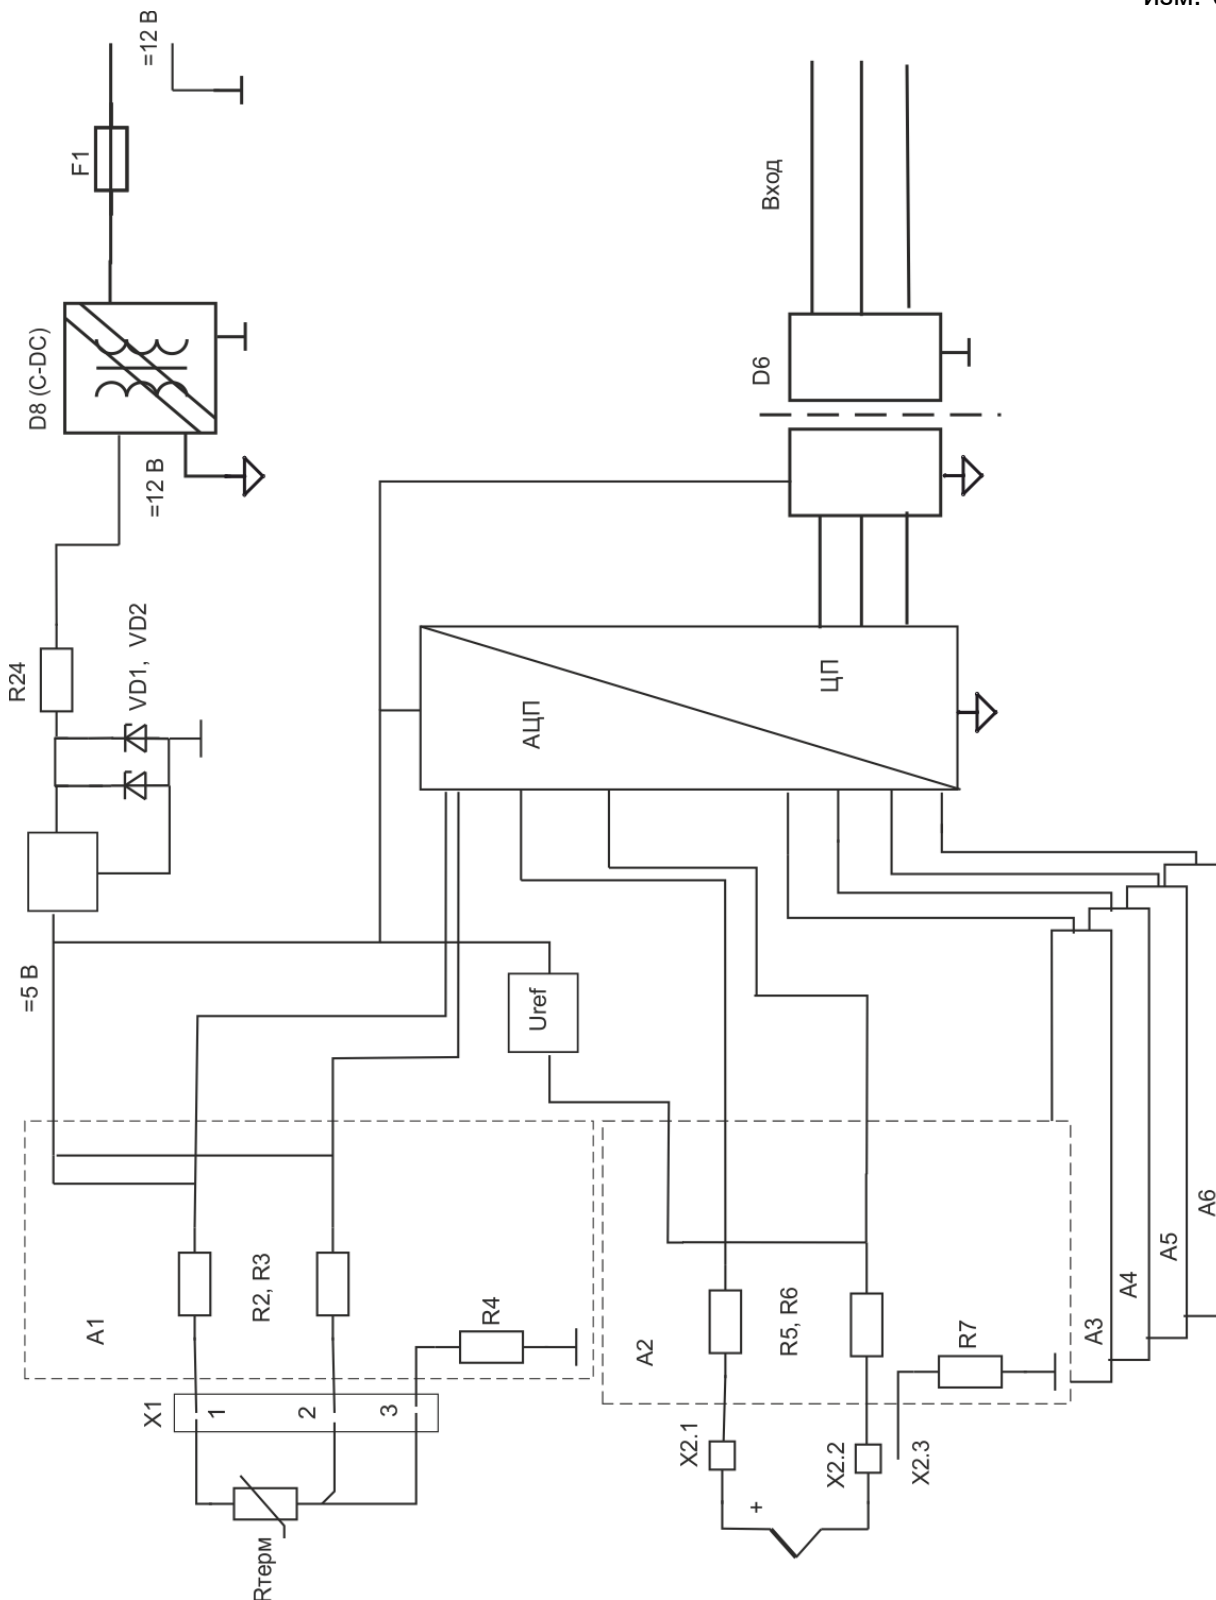 ИЗМ.
=12 В
F1
D8 (C-DC)
=12 В
Вход
D6
R24
VD1, VD2
АЦП
ЦП
=5 В
Uref
A1
R2, R3
R4
A2
R5, R6
R7
A3
A4
A5
A6
X1
1
2
3
X2.1
X2.2
X2.3
+
Rтерм